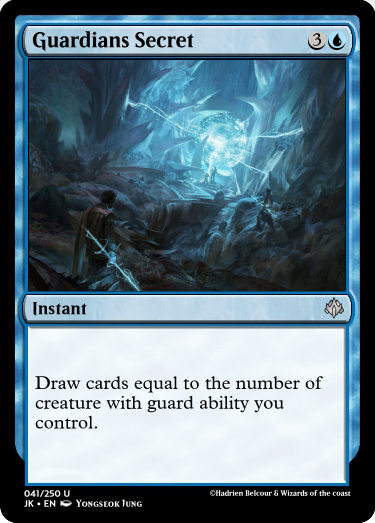 Guardians Secret 3
Instant
Draw cards equal to the number of
creature with guard ability you
control.
041/250 U
JK • EN Yongseok Jung
©Hadrien Belcour & Wizards of the coast